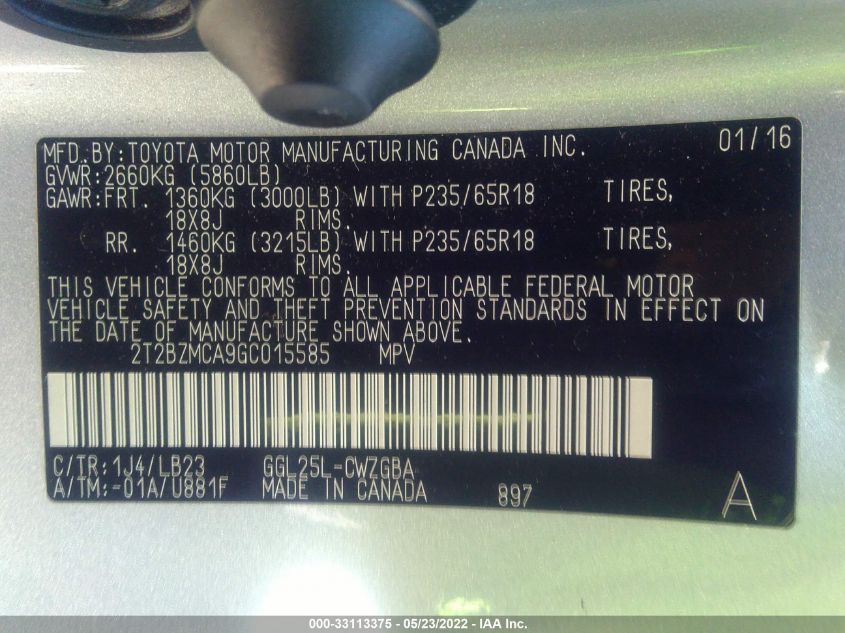 MFD. BY: TOYOTA MOTOR MANUFACTURING CANADA INC. 01/16
GVWR: 2660KG (5860LB)
GAWR: FRT. 1360KG (3000LB) WITH P235/65R18 TIRES,
18X8J RIMS.
RR. 1460KG (3215LB) WITH P235/65R18 TIRES,
18X8J RIMS.
THIS VEHICLE CONFORMS TO ALL APPLICABLE FEDERAL MOTOR
VEHICLE SAFETY AND THEFT PREVENTION STANDARDS IN EFFECT ON
THE DATE OF MANUFACTURE SHOWN ABOVE.
2T2BZMCA9GC015585 MPV
C/TR: 1J4/LB23 GGL25L-CWZGBA
A/TM: -01A/U881F MADE IN CANADA 897 A
000-33113375 - 05/23/2022 - IAA Inc.